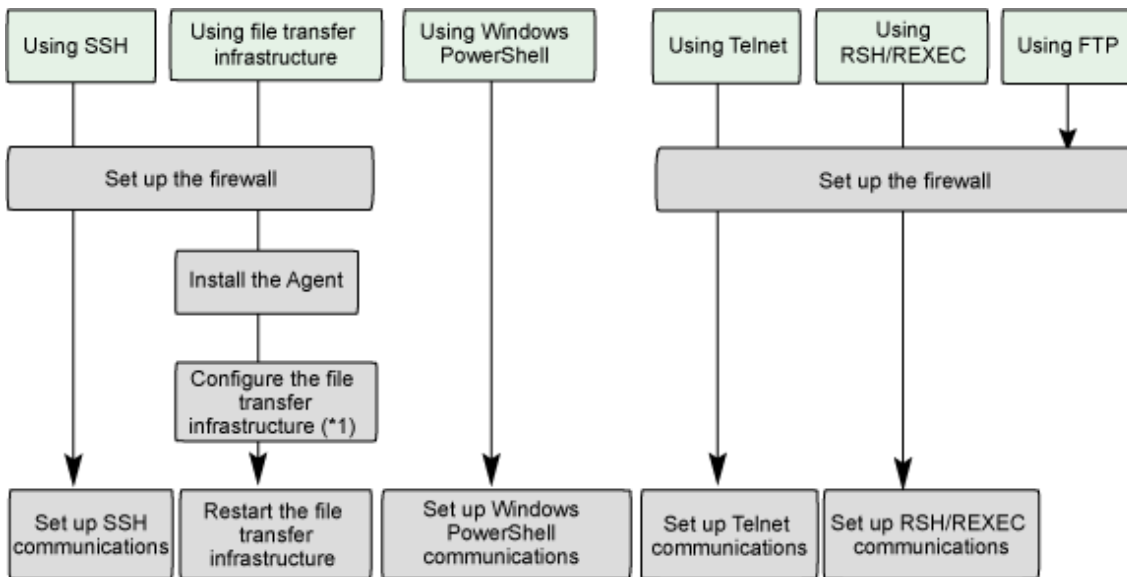 Using SSH
Using file transfer
infrastructure
Using Windows
PowerShell
Using Telnet
Using
RSH/REXEC
Using FTP
Set up the firewall
Set up the firewall
Install the Agent
Configure the file
transfer
infrastructure (*1)
Set up SSH
communications
Restart the file
transfer
infrastructure
Set up Windows
PowerShell
communications
Set up Telnet
communications
Set up RSH/REXEC
communications